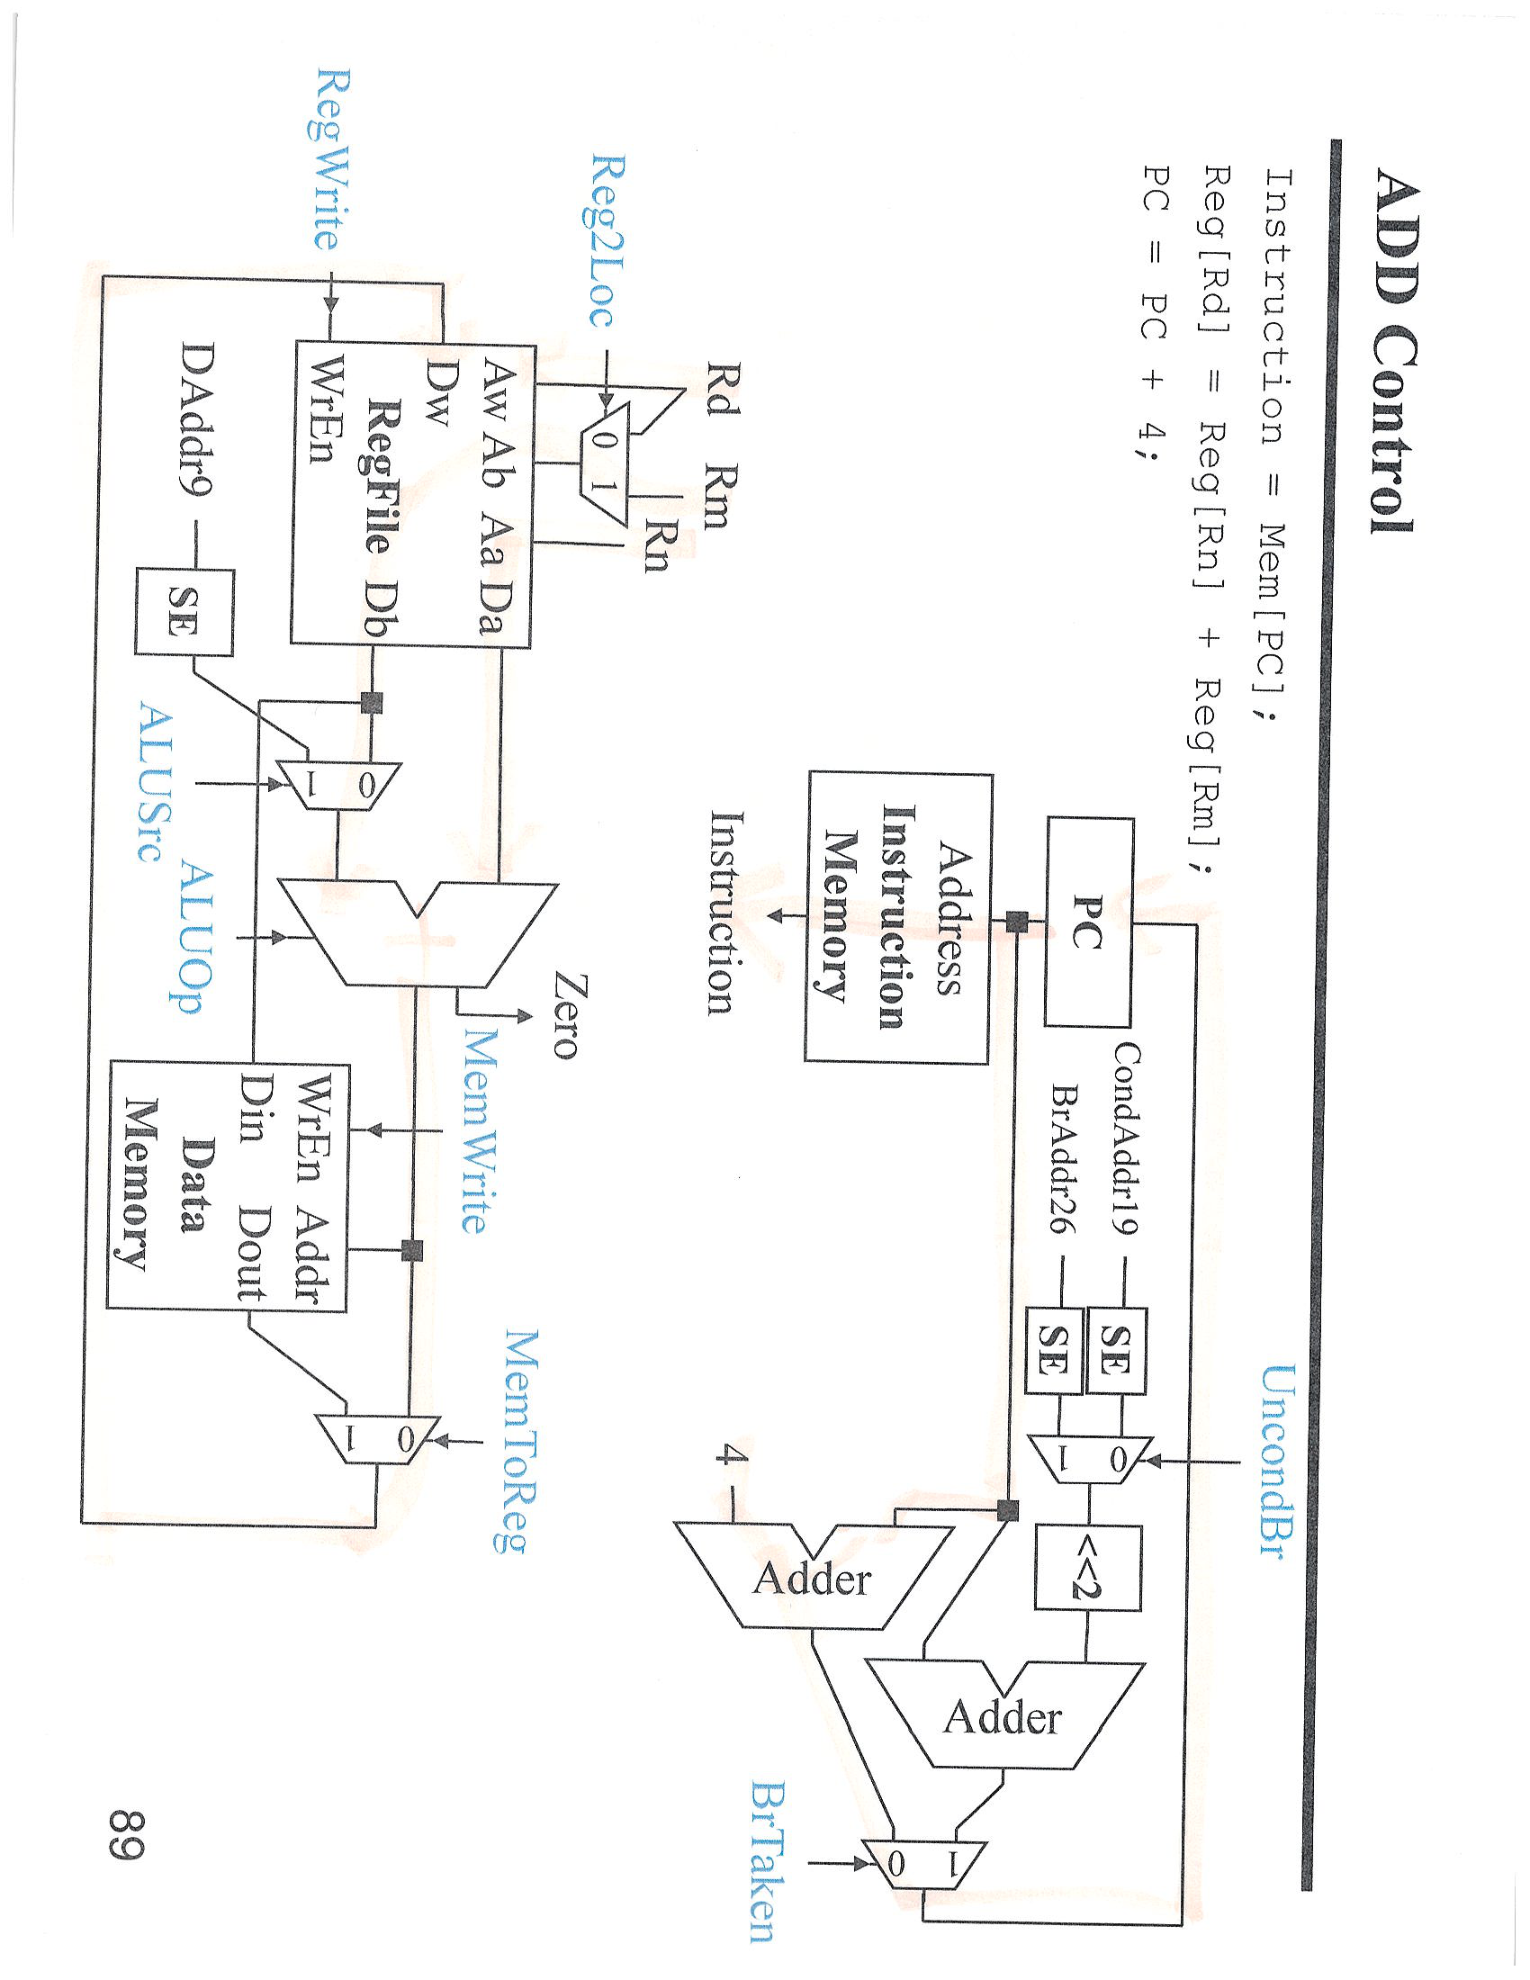 ADD Control
Instruction = Mem[PC];
Reg[Rd] = Reg[Rn] + Reg[Rm];
PC = PC + 4;
UncondBr
CondAddr19
SE
0
BrAddr26
SE
1
<<2
PC
Adder
1
0
Address
Instruction
Memory
Instruction
4
Adder
BrTaken
Rd
Rm
Rn
Reg2Loc
0 1
Zero
MemWrite
MemToReg
Aw Ab Aa Da
Dw
RegFile
Db
WrEn
RegWrite
0
1
0
1
WrEn Addr
Din Dout
Data
Memory
DAddr9
SE
ALUSrc
ALUOp
89